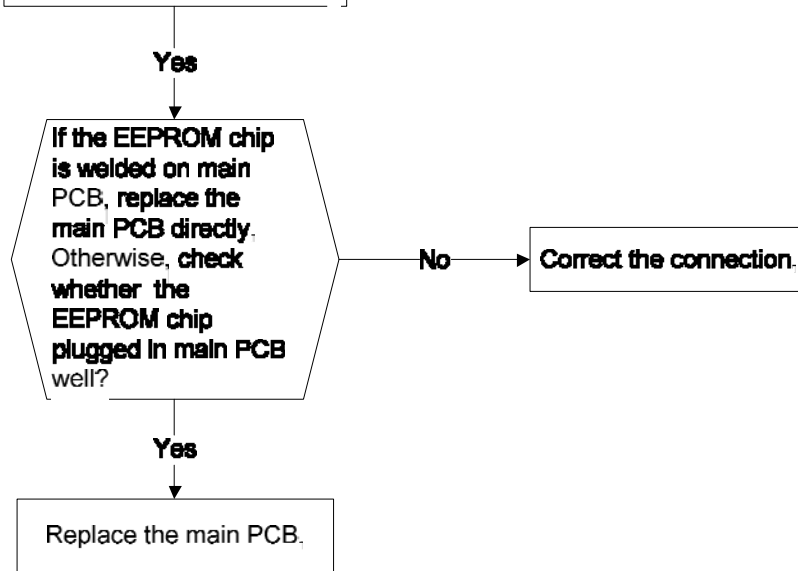 Yes
If the EEPROM chip
is welded on main
PCB, replace the
main PCB directly.
Otherwise, check
whether the
EEPROM chip
plugged in main PCB
well?
No
Correct the connection.
Yes
Replace the main PCB.